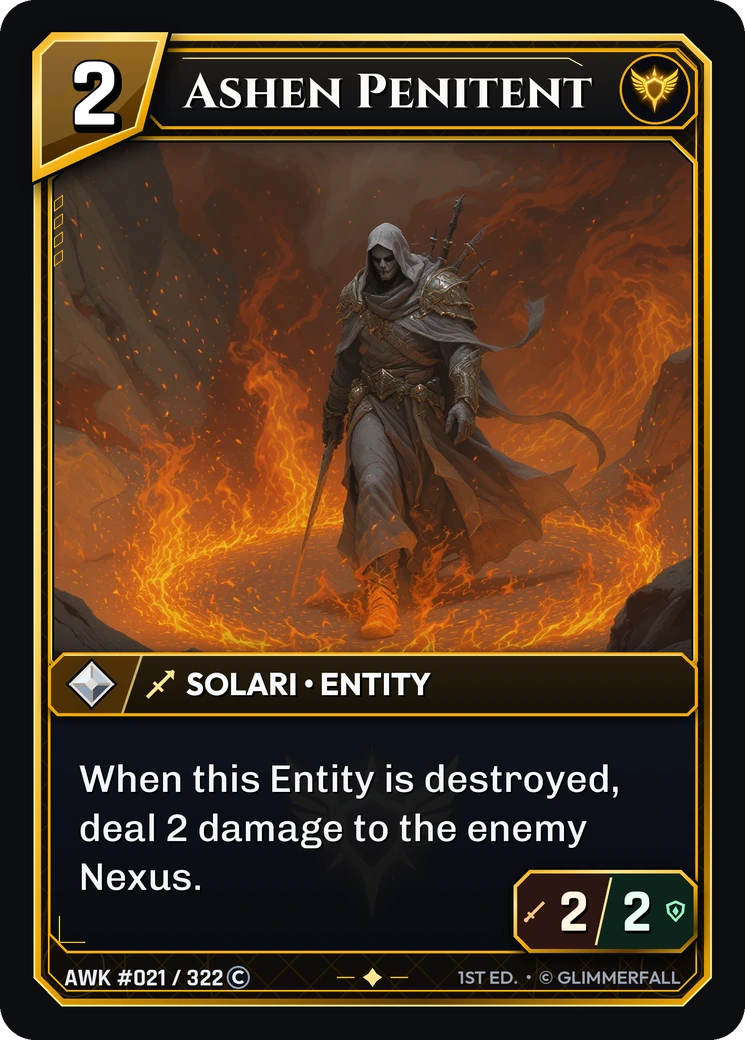 2
ASHEN PENITENT
SOLARI • ENTITY
When this Entity is destroyed,
deal 2 damage to the enemy
Nexus.
2 / 2
AWK #021 / 322 Ⓒ
1ST ED. • © GLIMMERFALL